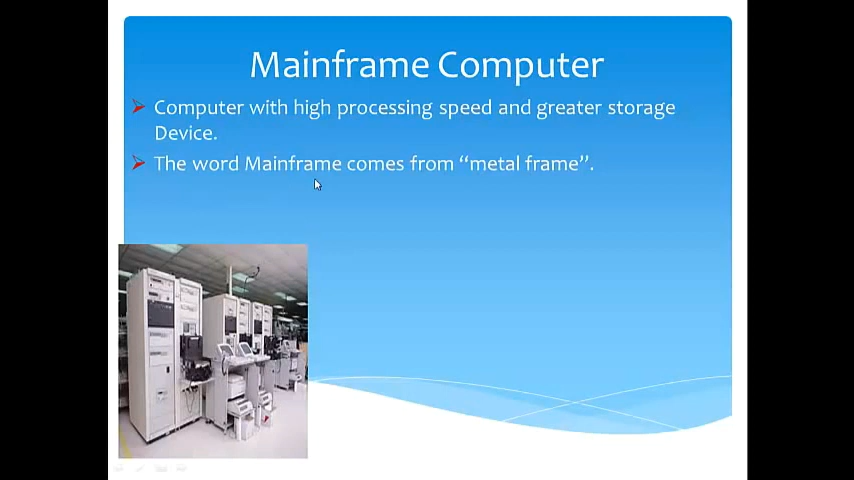 Mainframe Computer
Computer with high processing speed and greater storage
Device.
The word Mainframe comes from “metal frame”.